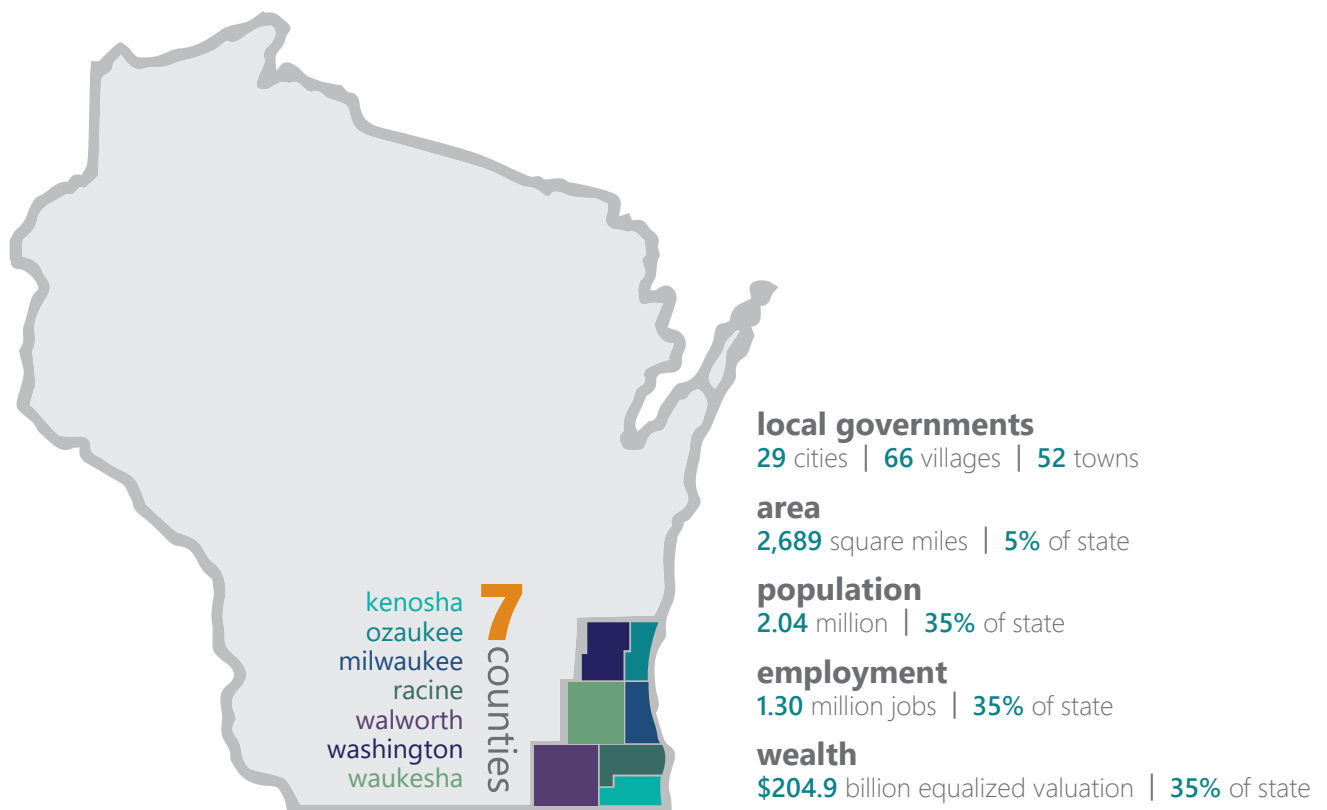 kenosha
ozaukee
milwaukee
racine
walworth
washington
waukesha
7
counties
local governments
29 cities | 66 villages | 52 towns
area
2,689 square miles | 5% of state
population
2.04 million | 35% of state
employment
1.30 million jobs | 35% of state
wealth
$204.9 billion equalized valuation | 35% of state